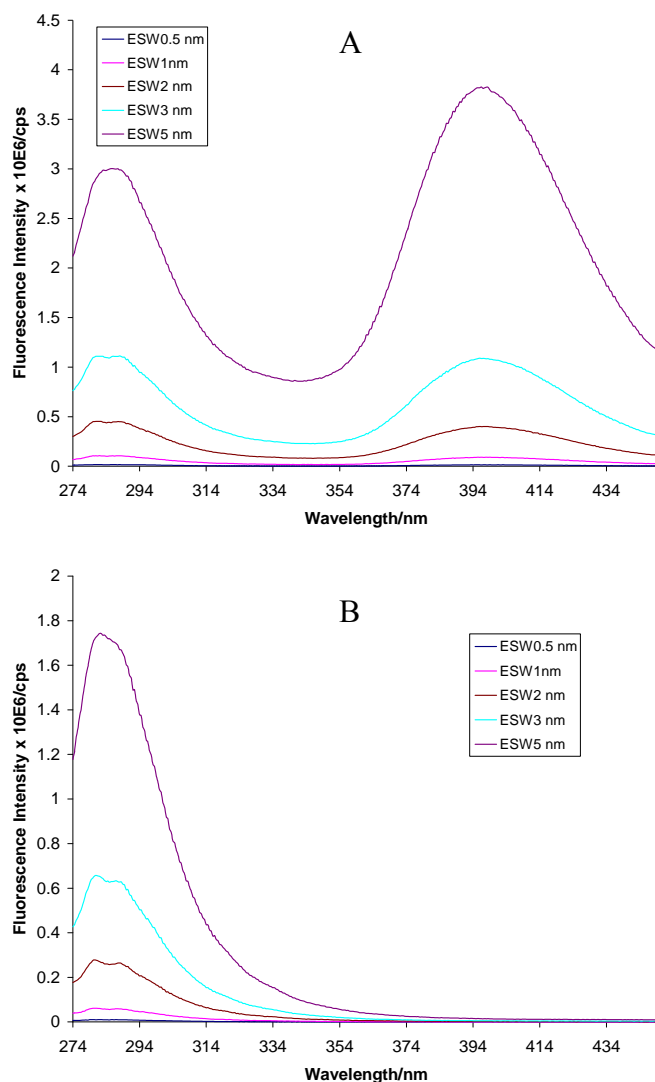 A
ESW0.5 nm
ESW1nm
ESW2 nm
ESW3 nm
ESW5 nm
Fluorescence Intensity x 10E6/cps
4.5
4
3.5
3
2.5
2
1.5
1
0.5
0
274 294 314 334 354 374 394 414 434
Wavelength/nm
B
ESW0.5 nm
ESW1nm
ESW2 nm
ESW3 nm
ESW5 nm
Fluorescence Intensity x 10E6/cps
2
1.8
1.6
1.4
1.2
1
0.8
0.6
0.4
0.2
0
274 294 314 334 354 374 394 414 434
Wavelength/nm